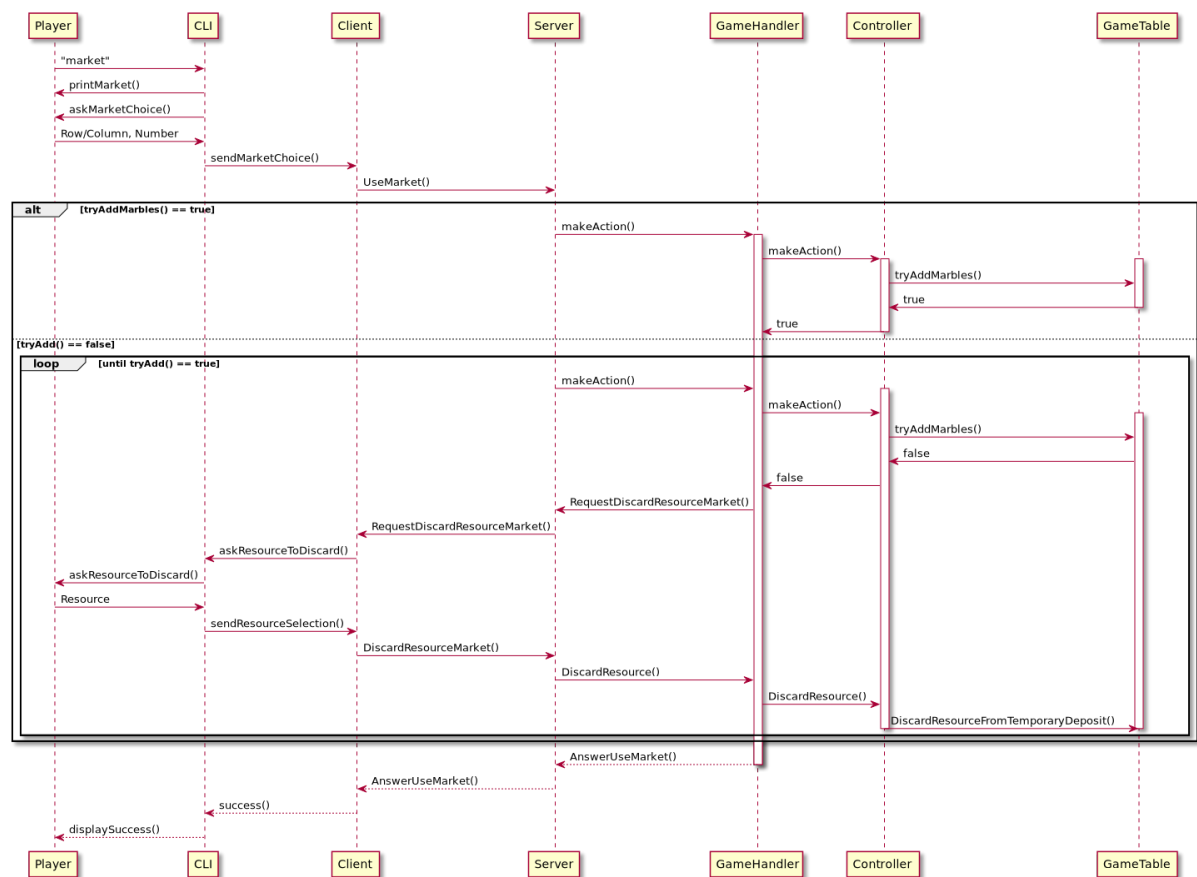 Player CLI Client Server GameHandler Controller GameTable
"market"
printMarket()
askMarketChoice()
Row/Column, Number
sendMarketChoice()
UseMarket()
alt [tryAddMarbles() == true]
makeAction()
makeAction()
tryAddMarbles()
true
true
[tryAdd() == false]
loop [until tryAdd() == true]
makeAction()
makeAction()
tryAddMarbles()
false
false
RequestDiscardResourceMarket()
RequestDiscardResourceMarket()
askResourceToDiscard()
askResourceToDiscard()
Resource
sendResourceSelection()
DiscardResourceMarket()
DiscardResource()
DiscardResource()
DiscardResourceFromTemporaryDeposit()
AnswerUseMarket()
AnswerUseMarket()
success()
displaySuccess()
Player CLI Client Server GameHandler Controller GameTable